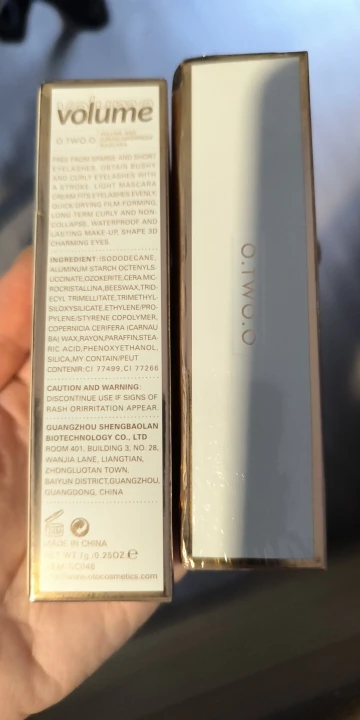 volume
O.TWO.O
FREE FROM SPARSE AND SHORT
EYELASHES, OBTAIN BUSHY
AND CURLY EYELASHES WITH
A STROKE. LIGHT MASCARA
CREAM FITS EYELASHES EVENLY.
QUICK-DRYING FILM-FORMING,
LONG TERM CURLY AND NON-
COLLAPSE. WATERPROOF AND
LASTING MAKE-UP, SHAPE 3D
CHARMING EYES.
INGREDIENT: ISODODECANE,
ALUMINUM STARCH OCTENYLS-
UCCINATE,OZOKERITE,CERA MIC-
ROCRISTALLINA,BEESWAX,TRID-
ECYL TRIMELLITATE,TRIMETHYL-
SILOXYSILICATE,ETHYLENE/PRO-
PYLENE/STYRENE COPOLYMER,
COPERNICIA CERIFERA (CARNAU
BA) WAX,RAYON,PARAFFIN,STEA
RIC ACID,PHENOXYETHANOL,
SILICA,MY CONTAIN/PEUT
CONTENIR:CI 77499,CI 77266
CAUTION AND WARNING:
DISCONTINUE USE IF SIGNS OF
RASH ORIRRITATION APPEAR.
GUANGZHOU SHENGBAOLAN
BIOTECHNOLOGY CO., LTD
ROOM 401, BUILDING 3, NO. 28,
WANJIA LANE, LIANGTIAN,
ZHONGLUOTAN TOWN,
BAIYUN DISTRICT,GUANGZHOU,
GUANGDONG, CHINA
MADE IN CHINA
NET WT.7g./0.25OZ.e
O.TWO.O